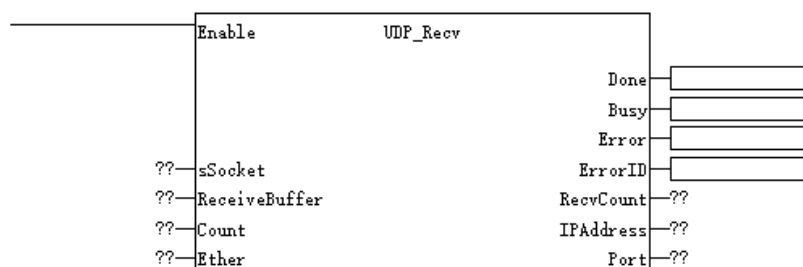 Enable UDP_Recv
Done
Busy
Error
?? sSocket ErrorID
?? ReceiveBuffer RecvCount ??
?? Count IPAddress ??
?? Ether Port ??